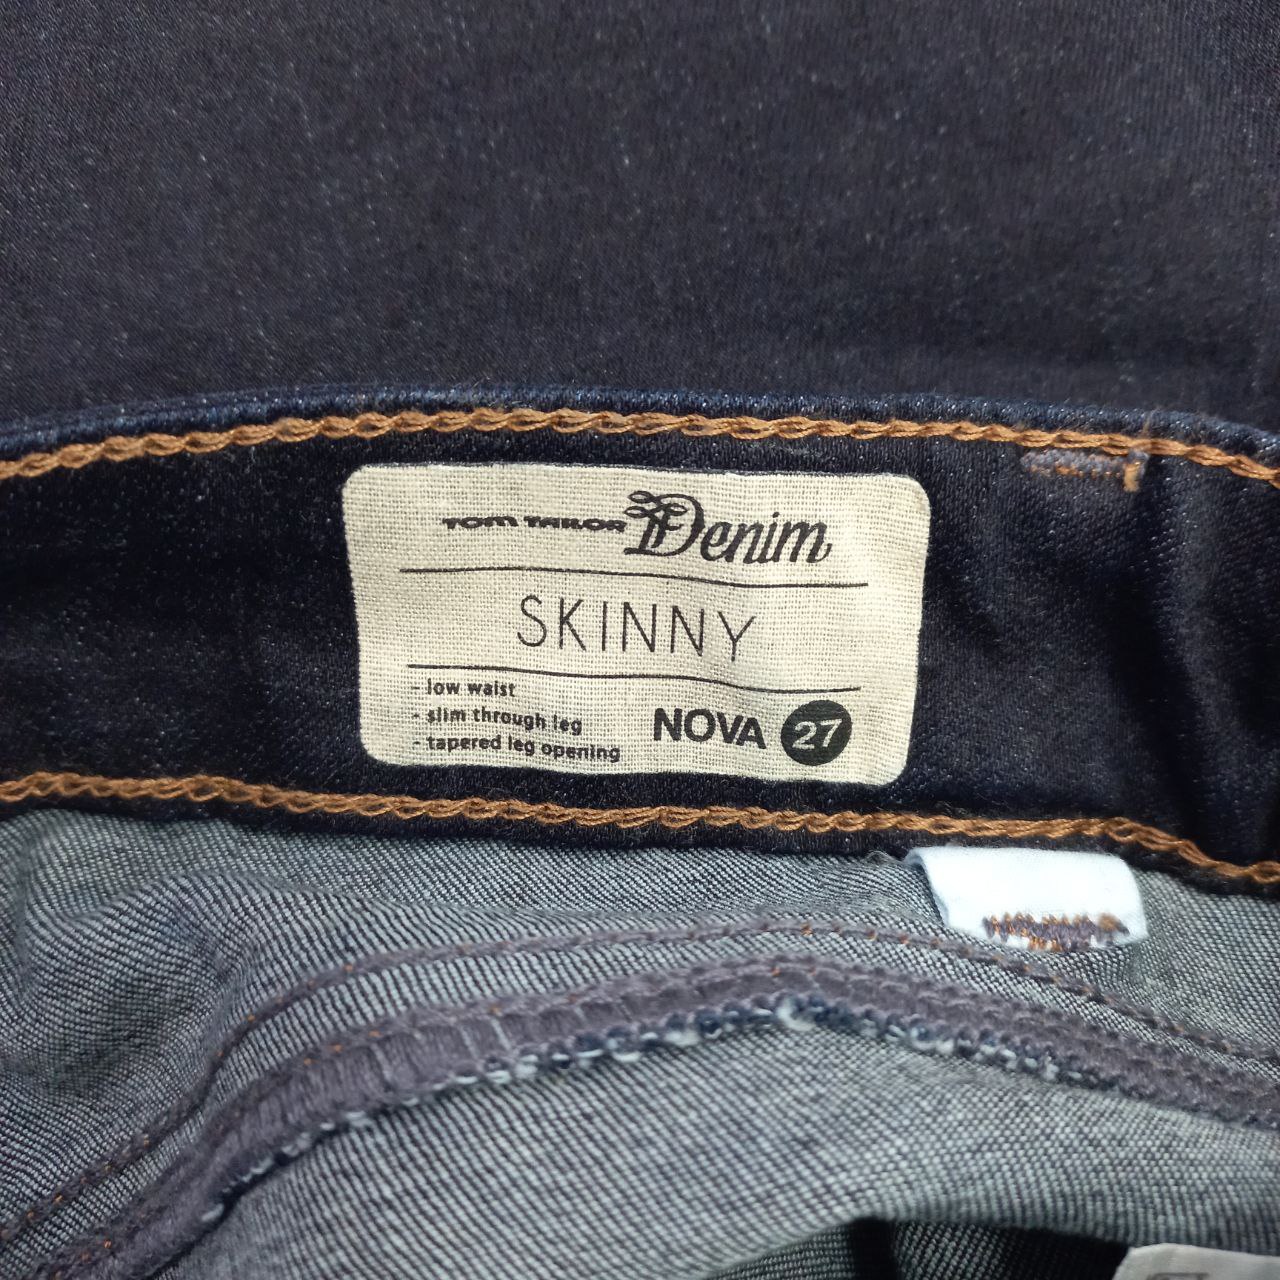 TOM TAILOR Denim
SKINNY
- low waist
- slim through leg
- tapered leg opening
NOVA 27